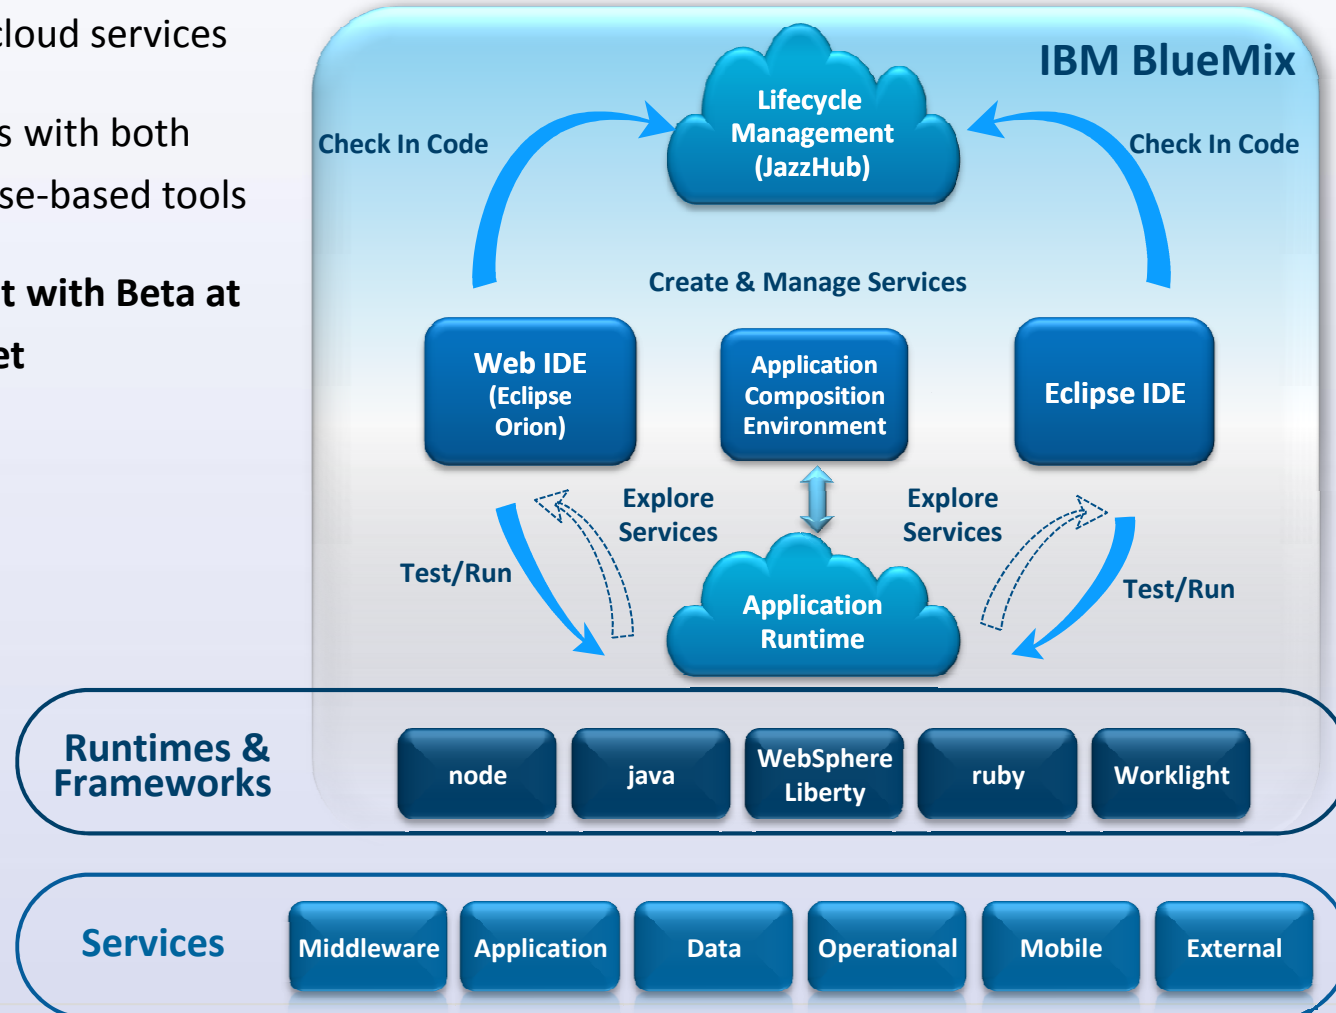 cloud services
s with both
se-based tools
t with Beta at
et
IBM BlueMix
Lifecycle
Management
(JazzHub)
Check In Code
Check In Code
Create & Manage Services
Web IDE
(Eclipse
Orion)
Application
Composition
Environment
Eclipse IDE
Explore
Services
Explore
Services
Test/Run
Test/Run
Application
Runtime
Runtimes &
Frameworks
node
java
WebSphere
Liberty
ruby
Worklight
Services
Middleware
Application
Data
Operational
Mobile
External